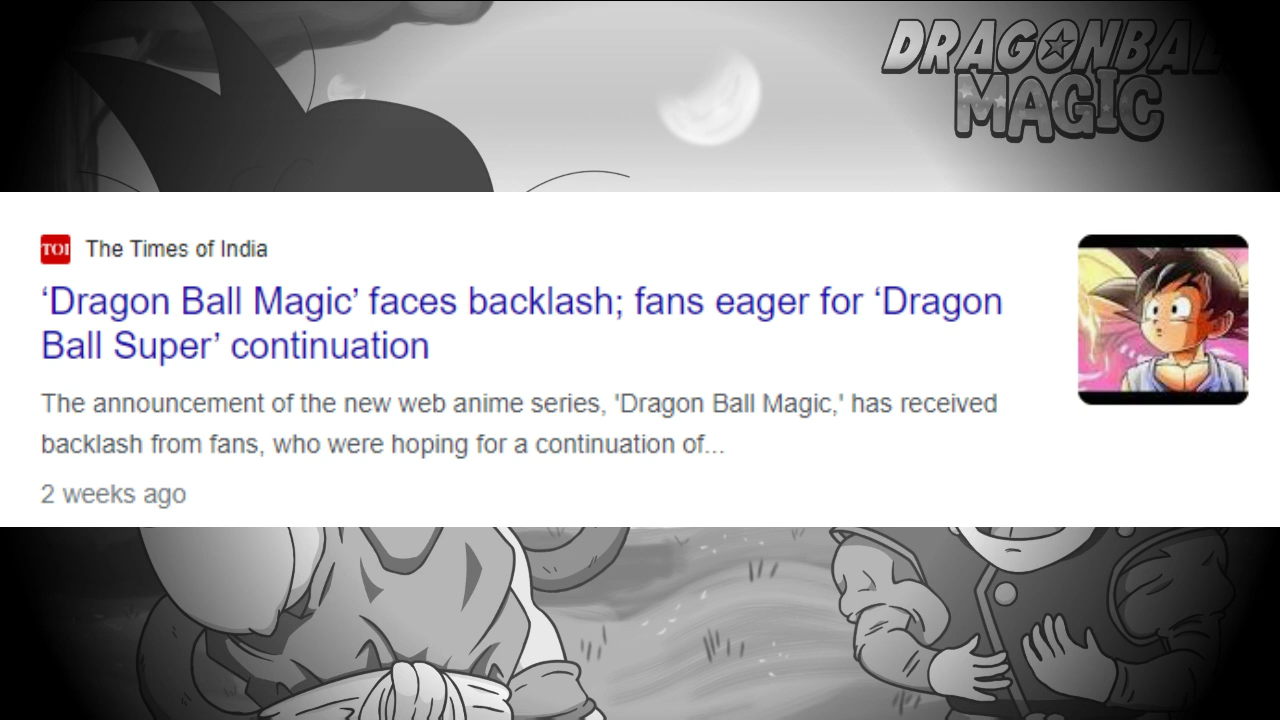 DRAGONBAL
MAGIC
TOI The Times of India
‘Dragon Ball Magic’ faces backlash; fans eager for ‘Dragon
Ball Super’ continuation
The announcement of the new web anime series, 'Dragon Ball Magic,' has received
backlash from fans, who were hoping for a continuation of...
2 weeks ago